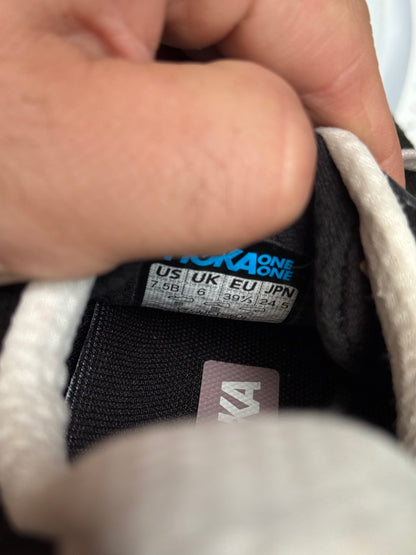 HOKA ONE
ONE
US UK EU JPN
7.5B 6 39⅓ 24.5
KA